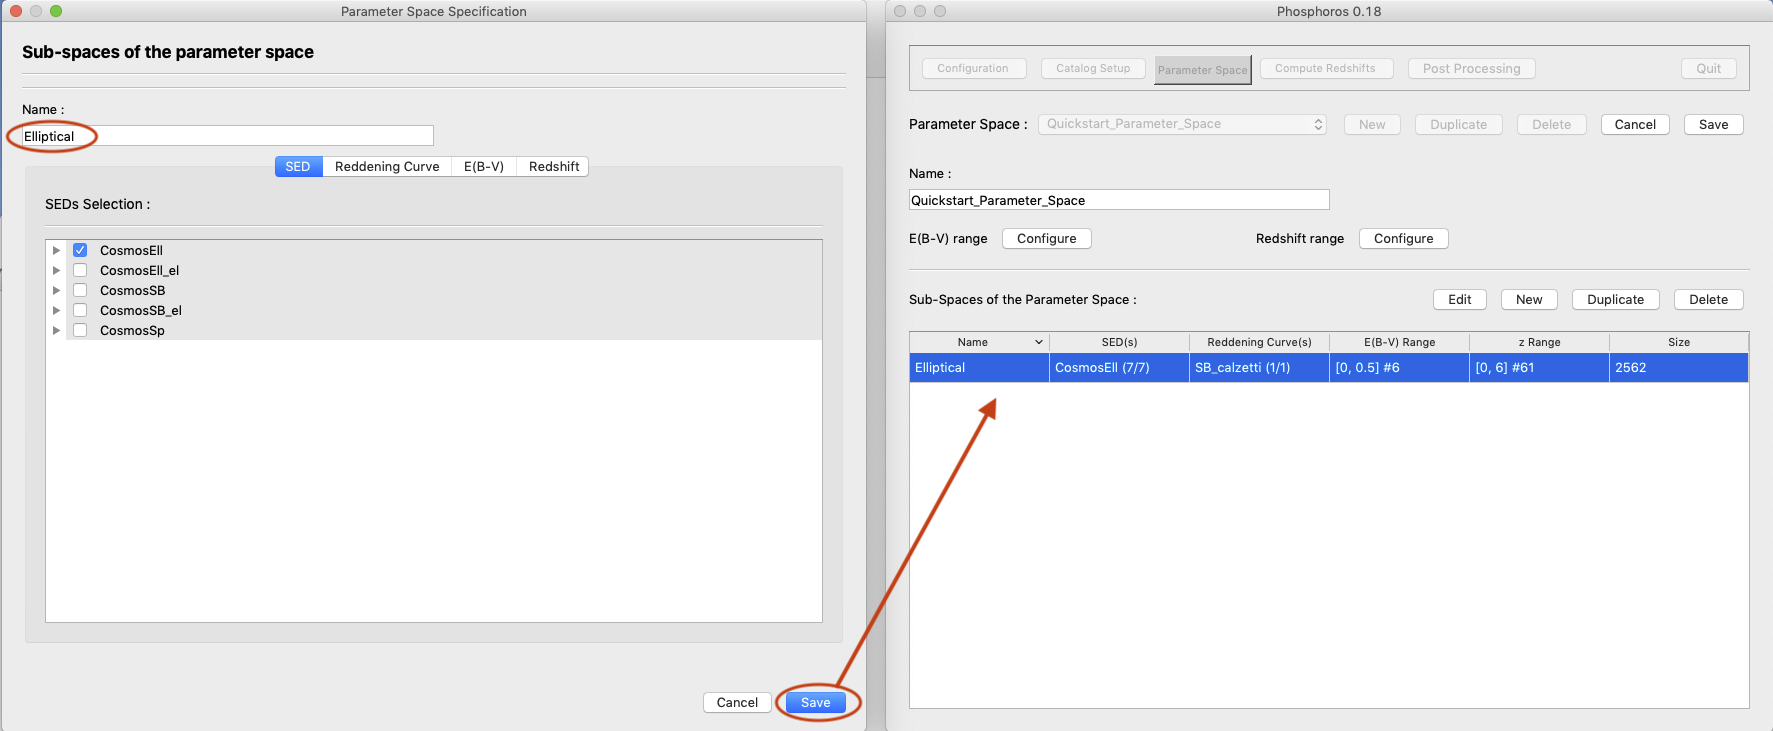 Parameter Space Specification
Sub-spaces of the parameter space
Name :
Elliptical
SED Reddening Curve E(B-V) Redshift
SEDs Selection :
CosmosEll
CosmosEll_el
CosmosSB
CosmosSB_el
CosmosSp
Cancel Save
Phosphoros 0.18
Configuration Catalog Setup Parameter Space Compute Redshifts Post Processing Quit
Parameter Space : Quickstart_Parameter_Space New Duplicate Delete Cancel Save
Name :
Quickstart_Parameter_Space
E(B-V) range Configure Redshift range Configure
Sub-Spaces of the Parameter Space : Edit New Duplicate Delete
Name SED(s) Reddening Curve(s) E(B-V) Range z Range Size
Elliptical CosmosEll (7/7) SB_calzetti (1/1) [0, 0.5] #6 [0, 6] #61 2562